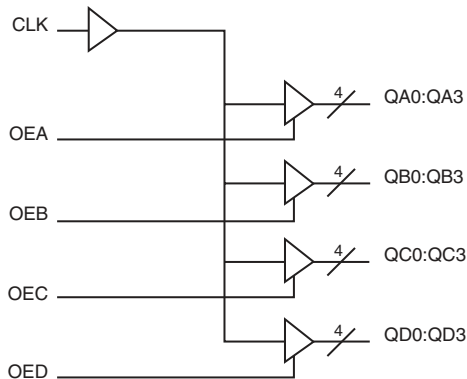 CLK
4
QA0:QA3
OEA
4
QB0:QB3
OEB
4
QC0:QC3
OEC
4
QD0:QD3
OED